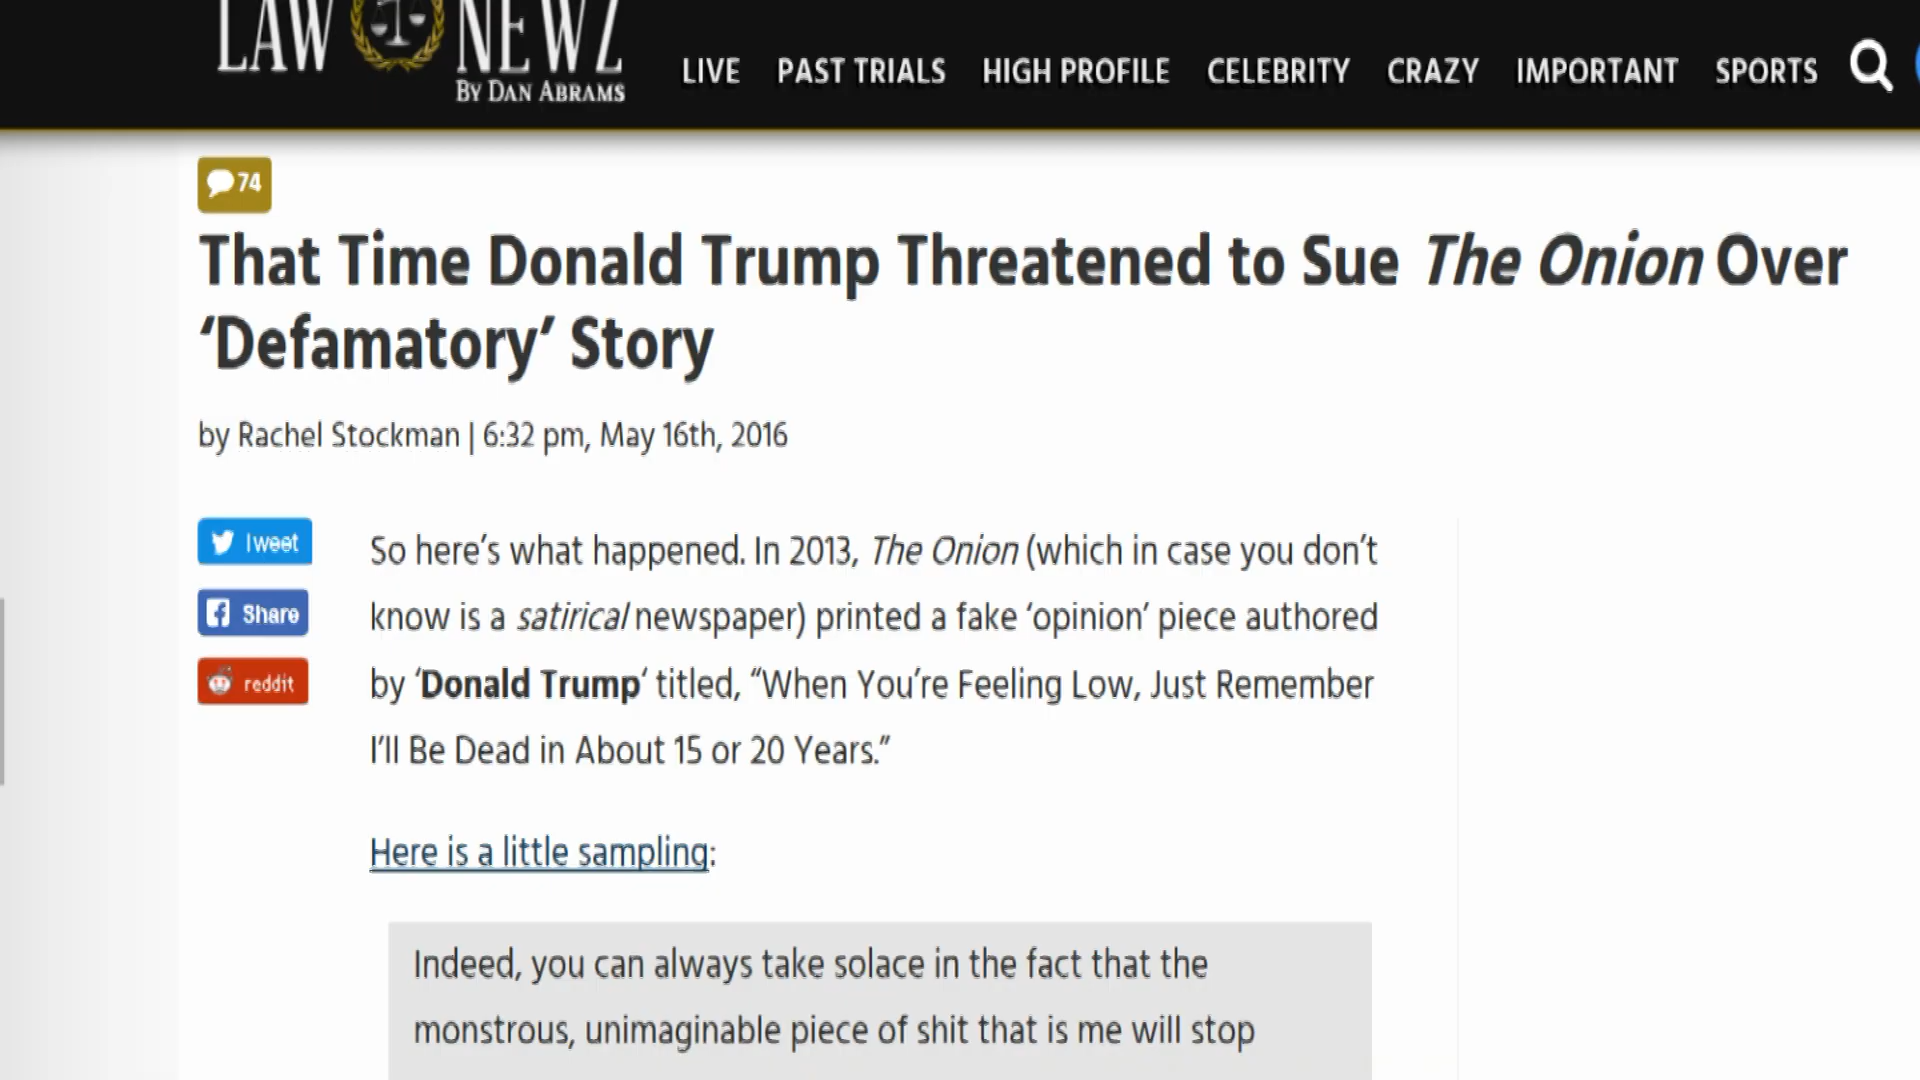 LAW NEWZ
BY DAN ABRAMS
LIVE PAST TRIALS HIGH PROFILE CELEBRITY CRAZY IMPORTANT SPORTS
74
That Time Donald Trump Threatened to Sue The Onion Over
‘Defamatory’ Story
by Rachel Stockman | 6:32 pm, May 16th, 2016
Tweet
Share
reddit
So here’s what happened. In 2013, The Onion (which in case you don’t
know is a satirical newspaper) printed a fake ‘opinion’ piece authored
by ‘Donald Trump‘ titled, “When You’re Feeling Low, Just Remember
I’ll Be Dead in About 15 or 20 Years.”
Here is a little sampling:
Indeed, you can always take solace in the fact that the
monstrous, unimaginable piece of shit that is me will stop